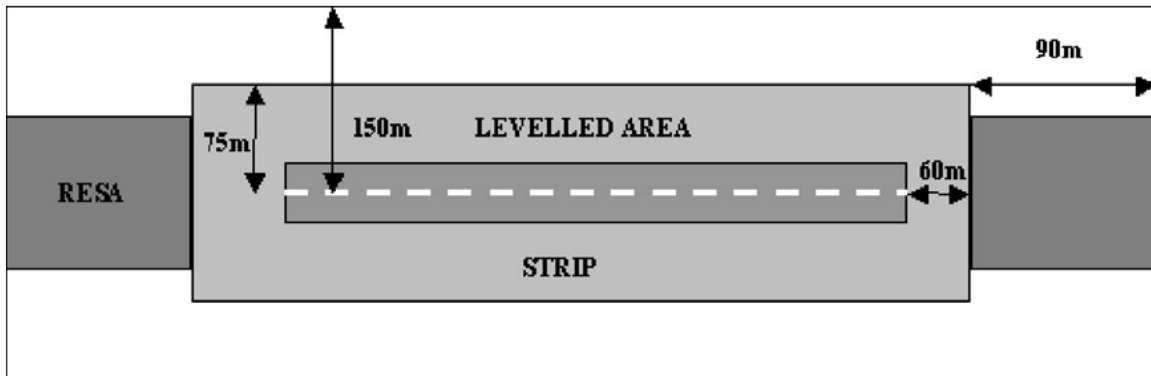 90m
150m
LEVELLED AREA
75m
60m
RESA
STRIP